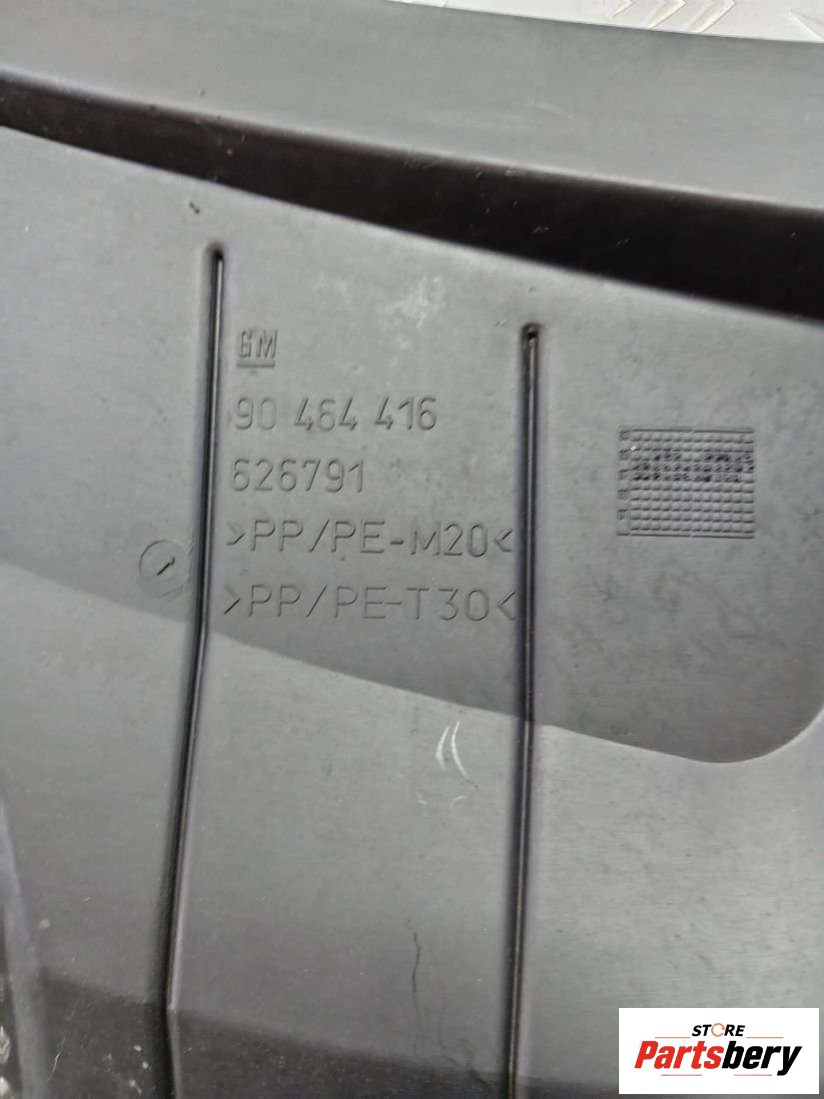 GM
90 464 416
626791
>PP/PE-M20<
>PP/PE-T30<
STORE
Partsbery